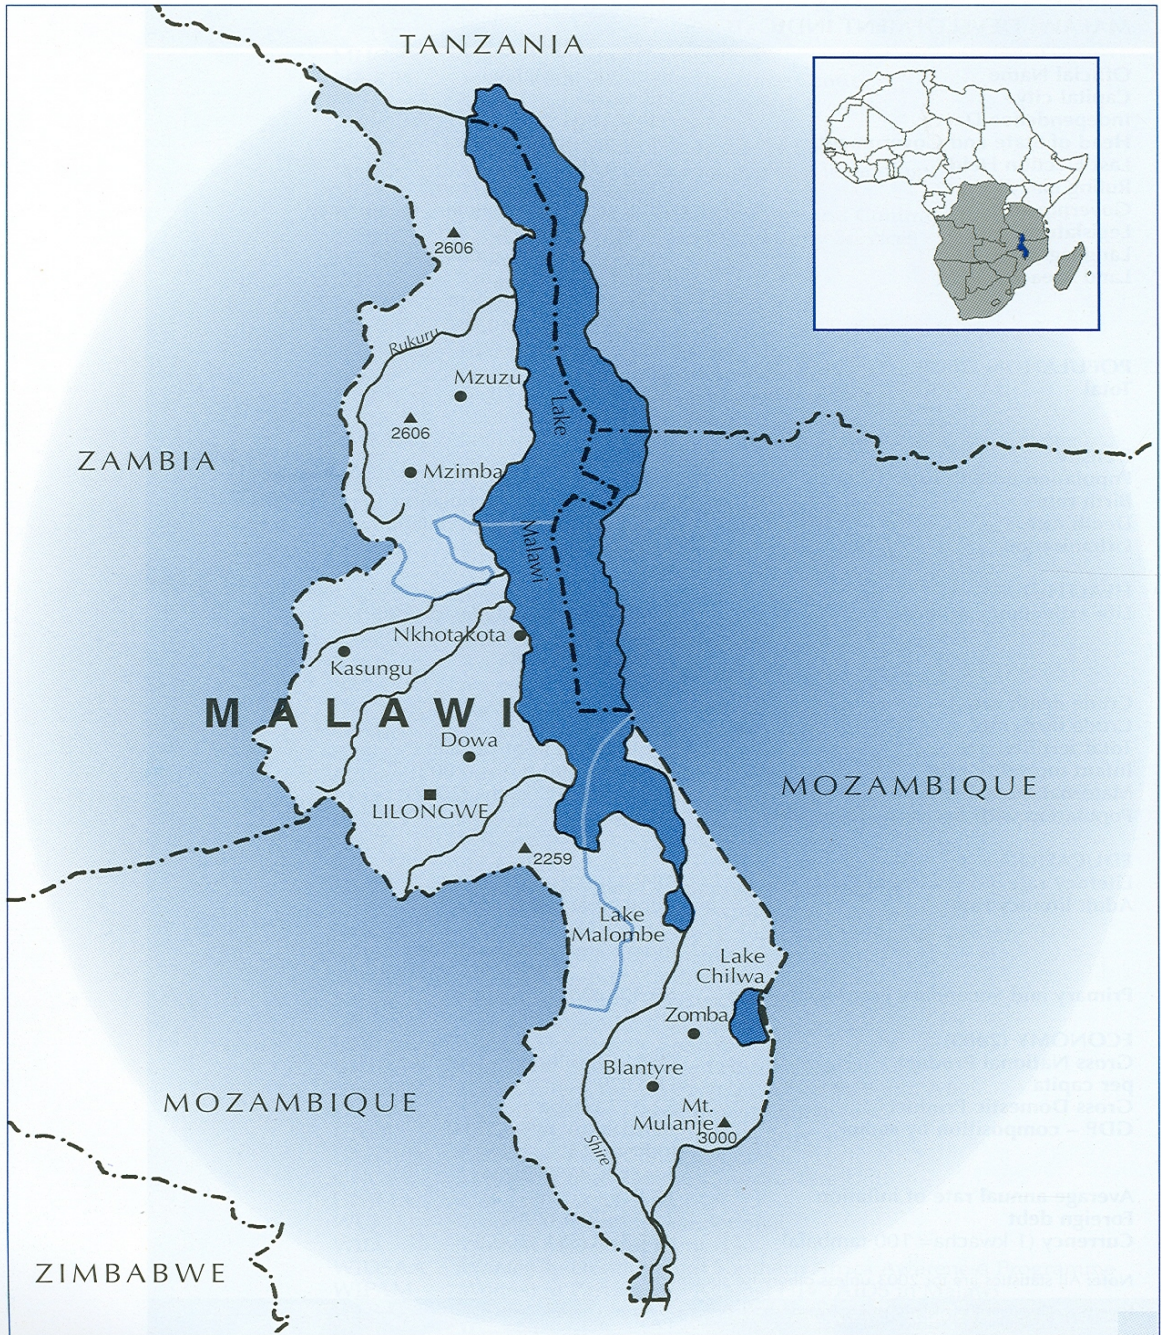 TANZANIA
2606
Rukuru
Mzuzu
2606
Mzimba
ZAMBIA
Lake
Malawi
Nkhotakota
Kasungu
MALAWI
Dowa
LILONGWE
MOZAMBIQUE
2259
Lake
Malombe
Lake
Chilwa
Zomba
Blantyre
MOZAMBIQUE
Mt.
Mulanje
3000
Shire
ZIMBABWE